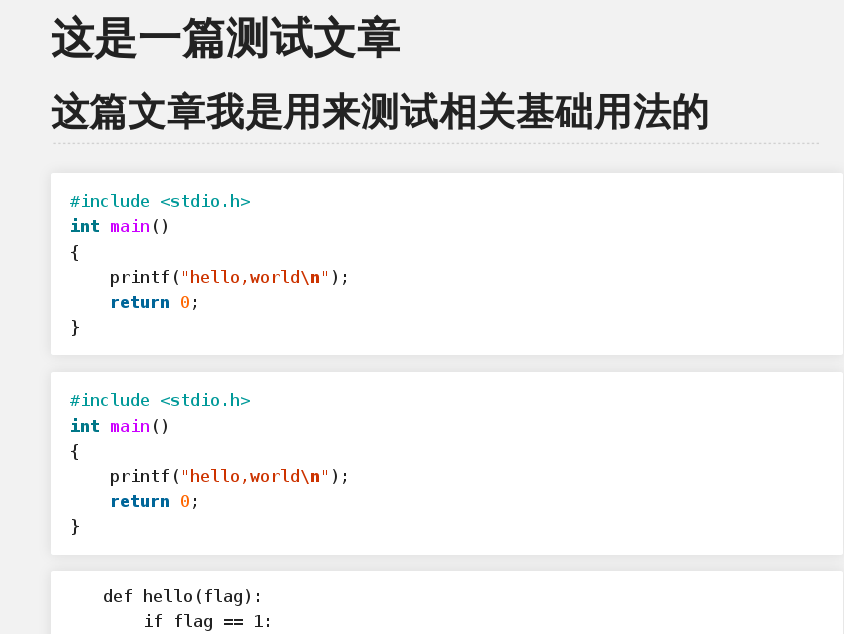 这是一篇测试文章
这篇文章我是用来测试相关基础用法的
#include <stdio.h>
int main()
{
    printf("hello,world\n");
    return 0;
}
#include <stdio.h>
int main()
{
    printf("hello,world\n");
    return 0;
}
def hello(flag):
    if flag == 1: